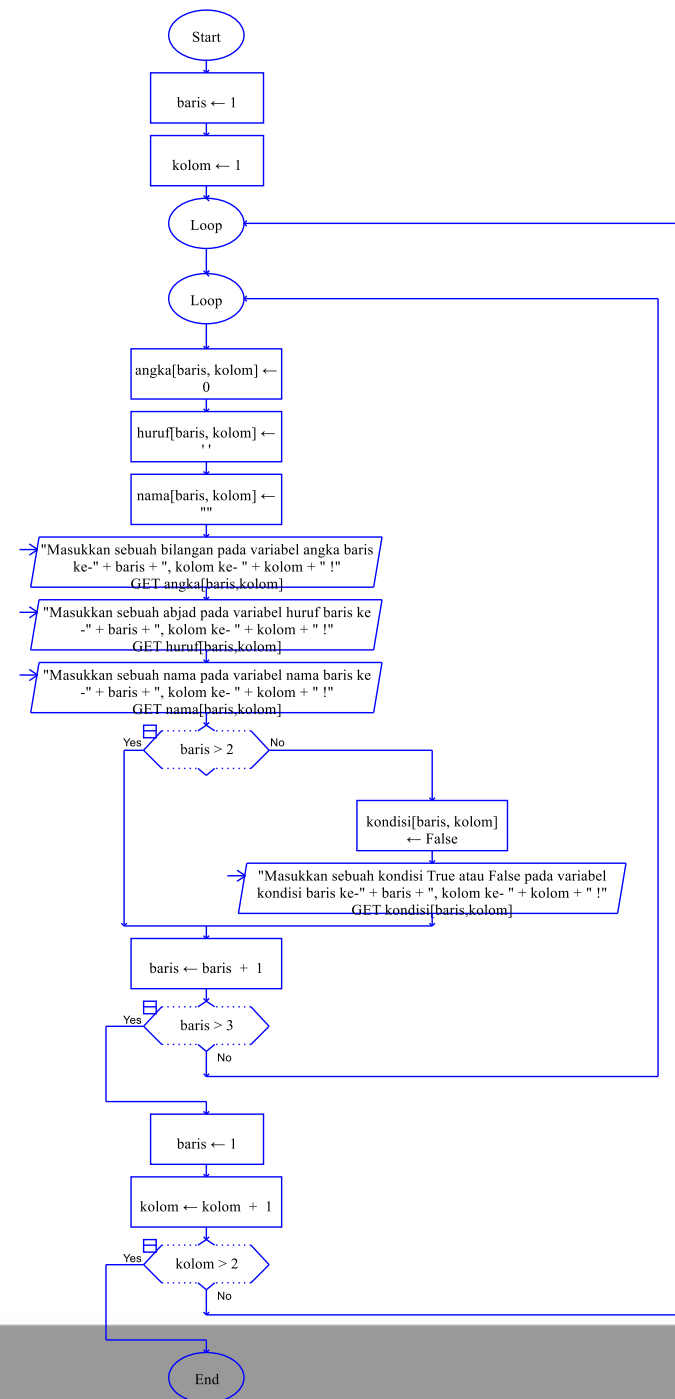 Start
baris ← 1
kolom ← 1
Loop
Loop
angka[baris, kolom] ←
0
huruf[baris, kolom] ←
' '
nama[baris, kolom] ←
""
"Masukkan sebuah bilangan pada variabel angka baris
ke-" + baris + ", kolom ke- " + kolom + " !"
GET angka[baris,kolom]
"Masukkan sebuah abjad pada variabel huruf baris ke
-" + baris + ", kolom ke- " + kolom + " !"
GET huruf[baris,kolom]
"Masukkan sebuah nama pada variabel nama baris ke
-" + baris + ", kolom ke- " + kolom + " !"
GET nama[baris,kolom]
Yes
baris > 2
No
kondisi[baris, kolom]
← False
"Masukkan sebuah kondisi True atau False pada variabel
kondisi baris ke-" + baris + ", kolom ke- " + kolom + " !"
GET kondisi[baris,kolom]
baris ← baris + 1
Yes
baris > 3
No
baris ← 1
kolom ← kolom + 1
Yes
kolom > 2
No
End